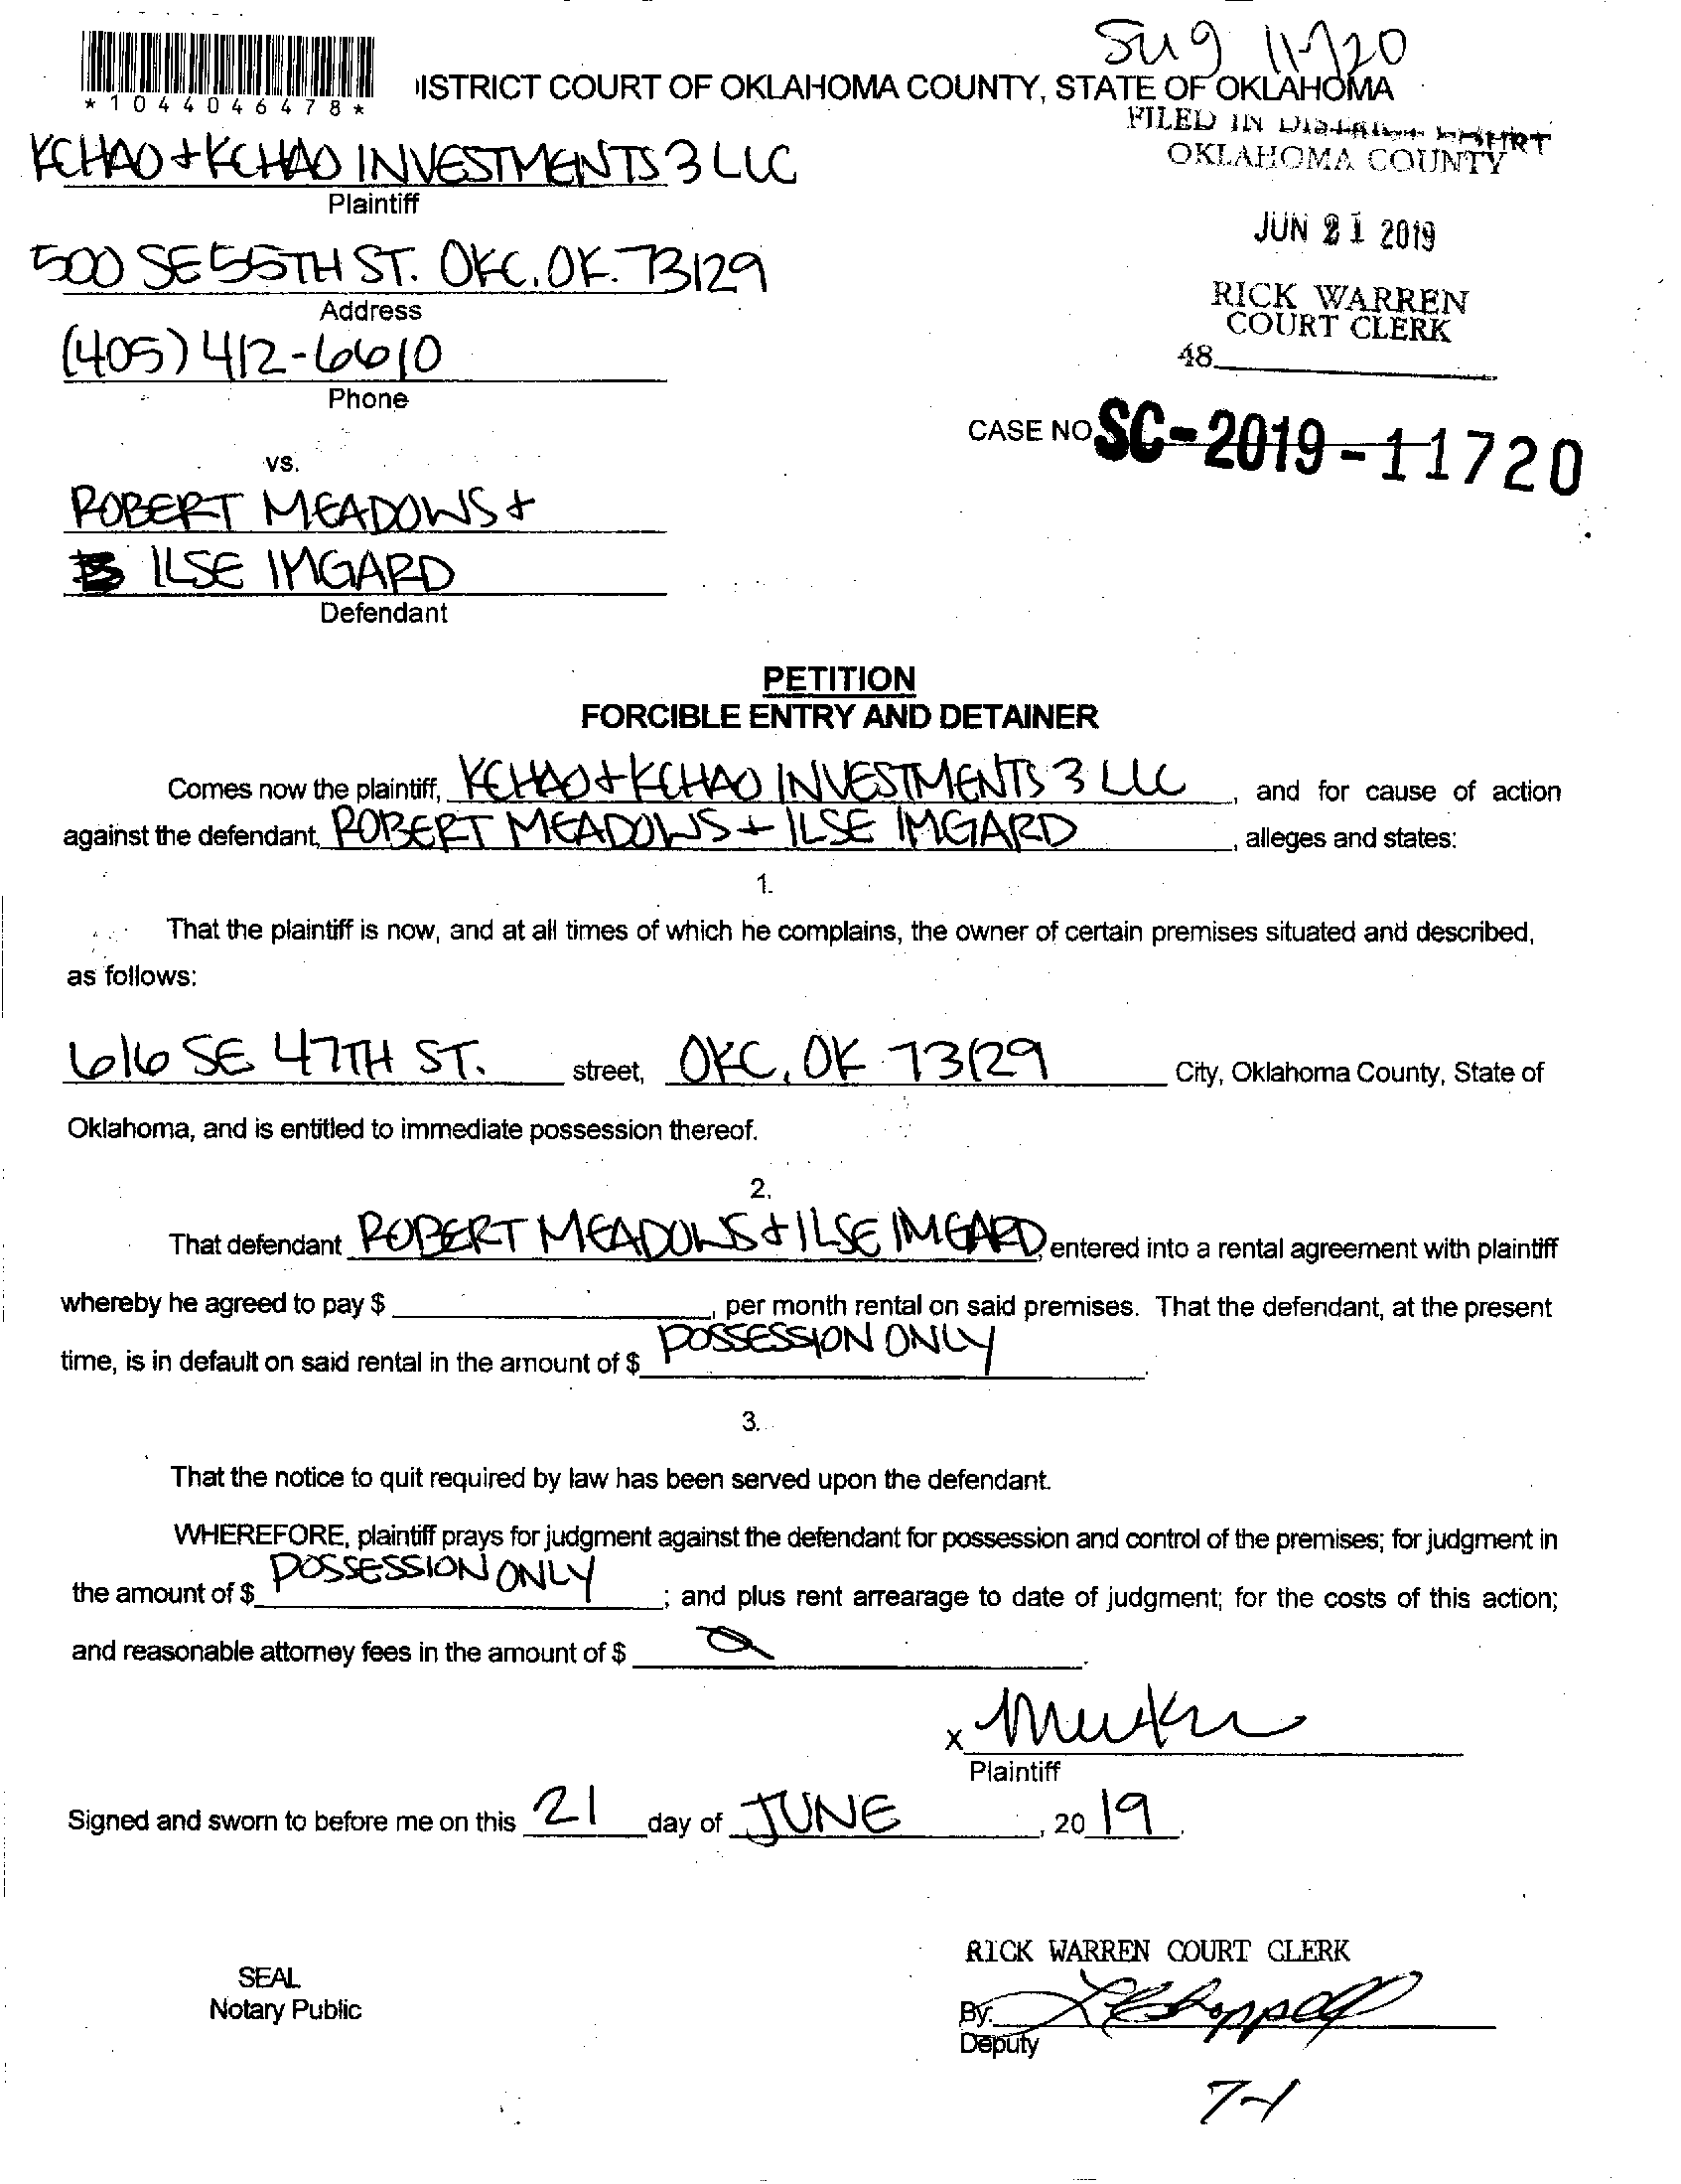 Sug 11720
*1044046478*
ISTRICT COURT OF OKLAHOMA COUNTY, STATE OF OKLAHOMA
FILED IN DISTRICT COURT
OKLAHOMA COUNTY
KCHAO + KCHAO INVESTMENTS 3 LLC
Plaintiff
JUN 21 2019
500 SE 55TH ST. OKC, OK. 73129
Address
RICK WARREN
COURT CLERK
(405) 412-6610
48
Phone
CASE NO SC-2019-11720
vs.
ROBERT MEADOWS +
ILSE IMGARD
Defendant
PETITION
FORCIBLE ENTRY AND DETAINER
Comes now the plaintiff, KCHAO + KCHAO INVESTMENTS 3 LLC, and for cause of action
against the defendant, ROBERT MEADOWS + ILSE IMGARD, alleges and states:
1.
That the plaintiff is now, and at all times of which he complains, the owner of certain premises situated and described,
as follows:
616 SE 47TH ST. street, OKC, OK 73129 City, Oklahoma County, State of
Oklahoma, and is entitled to immediate possession thereof.
2.
That defendant ROBERT MEADOWS + ILSE IMGARD, entered into a rental agreement with plaintiff
whereby he agreed to pay $ , per month rental on said premises. That the defendant, at the present
time, is in default on said rental in the amount of $ POSSESSION ONLY.
3.
That the notice to quit required by law has been served upon the defendant.
WHEREFORE, plaintiff prays for judgment against the defendant for possession and control of the premises; for judgment in
the amount of $ POSSESSION ONLY; and plus rent arrearage to date of judgment; for the costs of this action;
and reasonable attorney fees in the amount of $ Ø.
X
Plaintiff
Signed and sworn to before me on this 21 day of JUNE, 20 19.
RICK WARREN COURT CLERK
SEAL
Notary Public
By:
Deputy
7-1